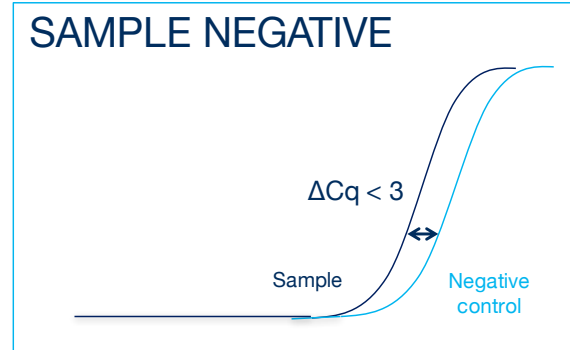 SAMPLE NEGATIVE
ΔCq < 3
Sample
Negative
control